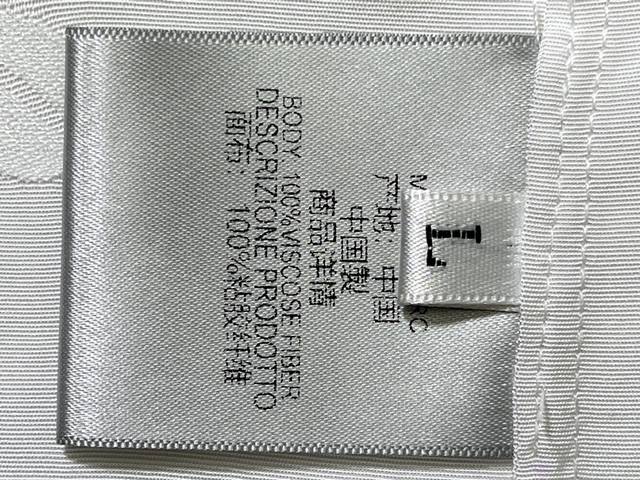 L
产地：中国
中国製
商品详情
BODY: 100%VISCOSE FIBER
DESCRIZIONE PRODOTTO
面布：100%粘胶纤维